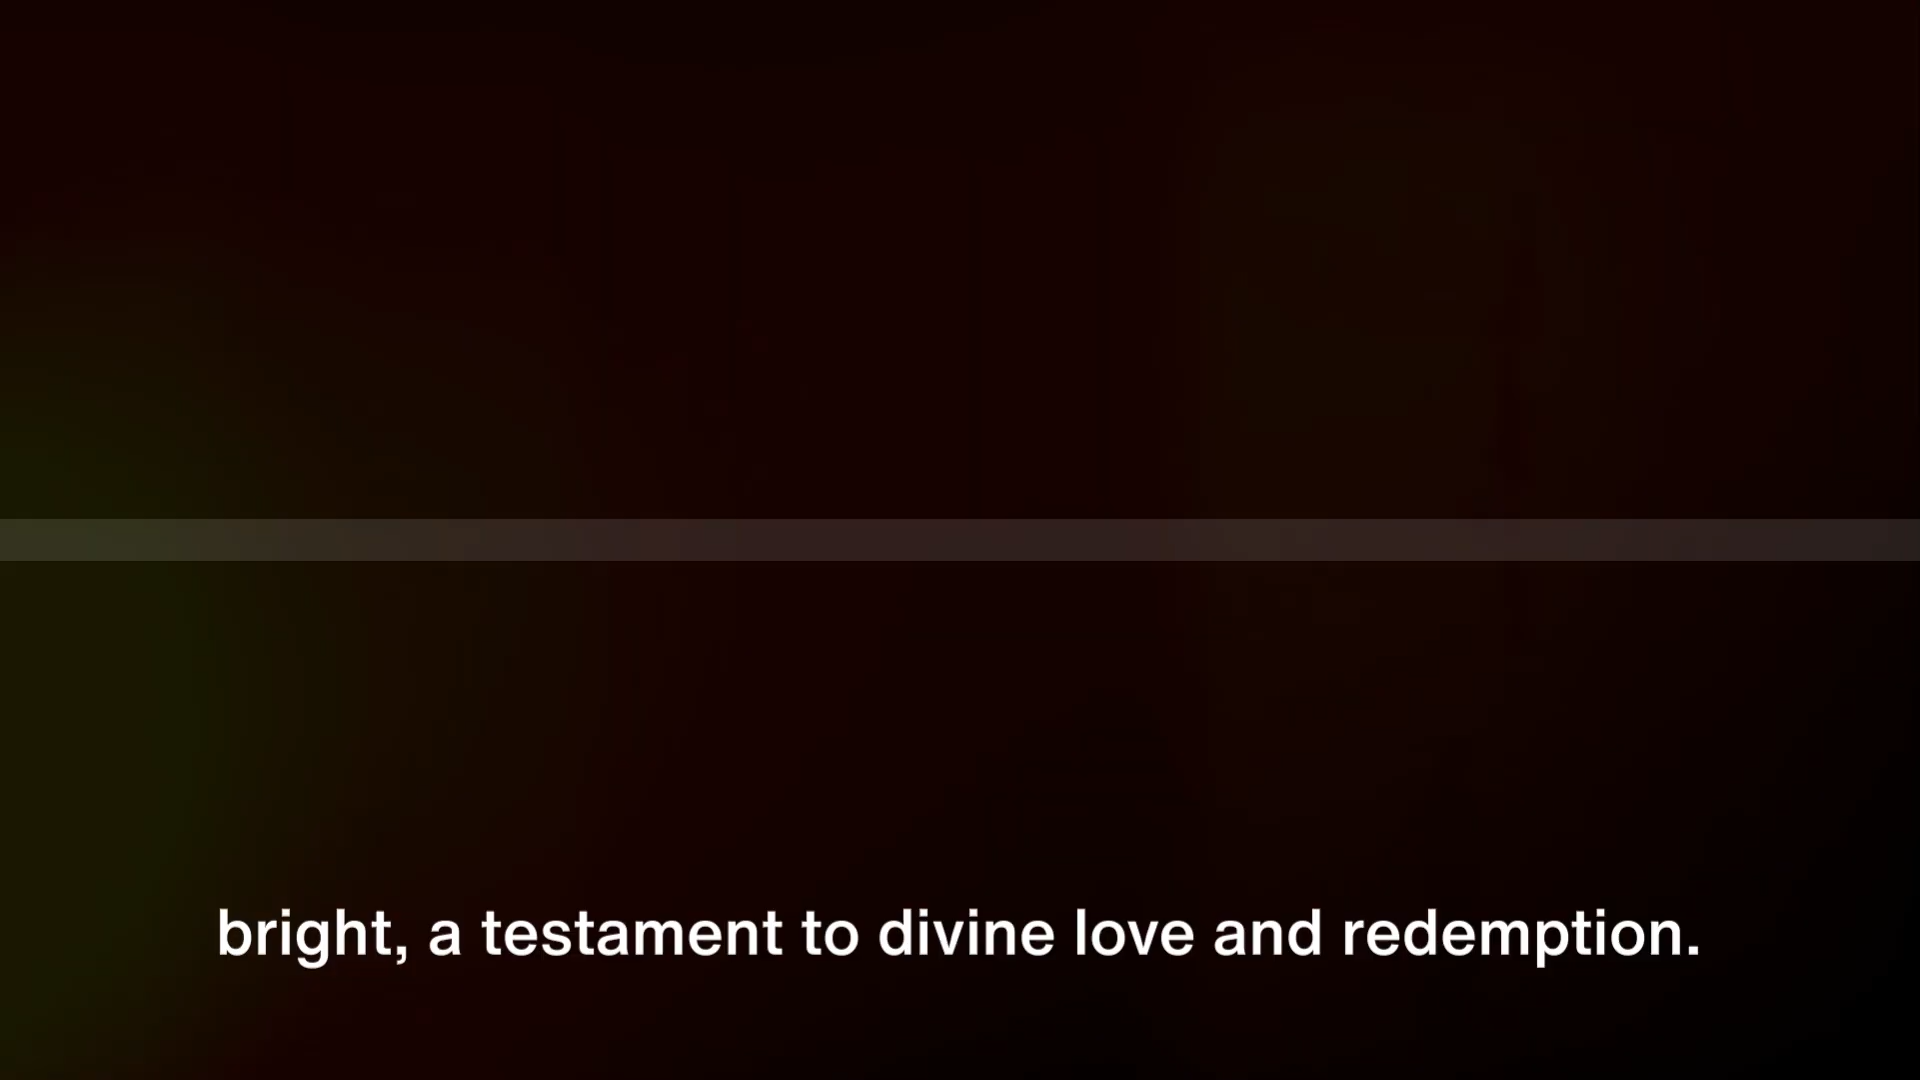 bright, a testament to divine love and redemption.